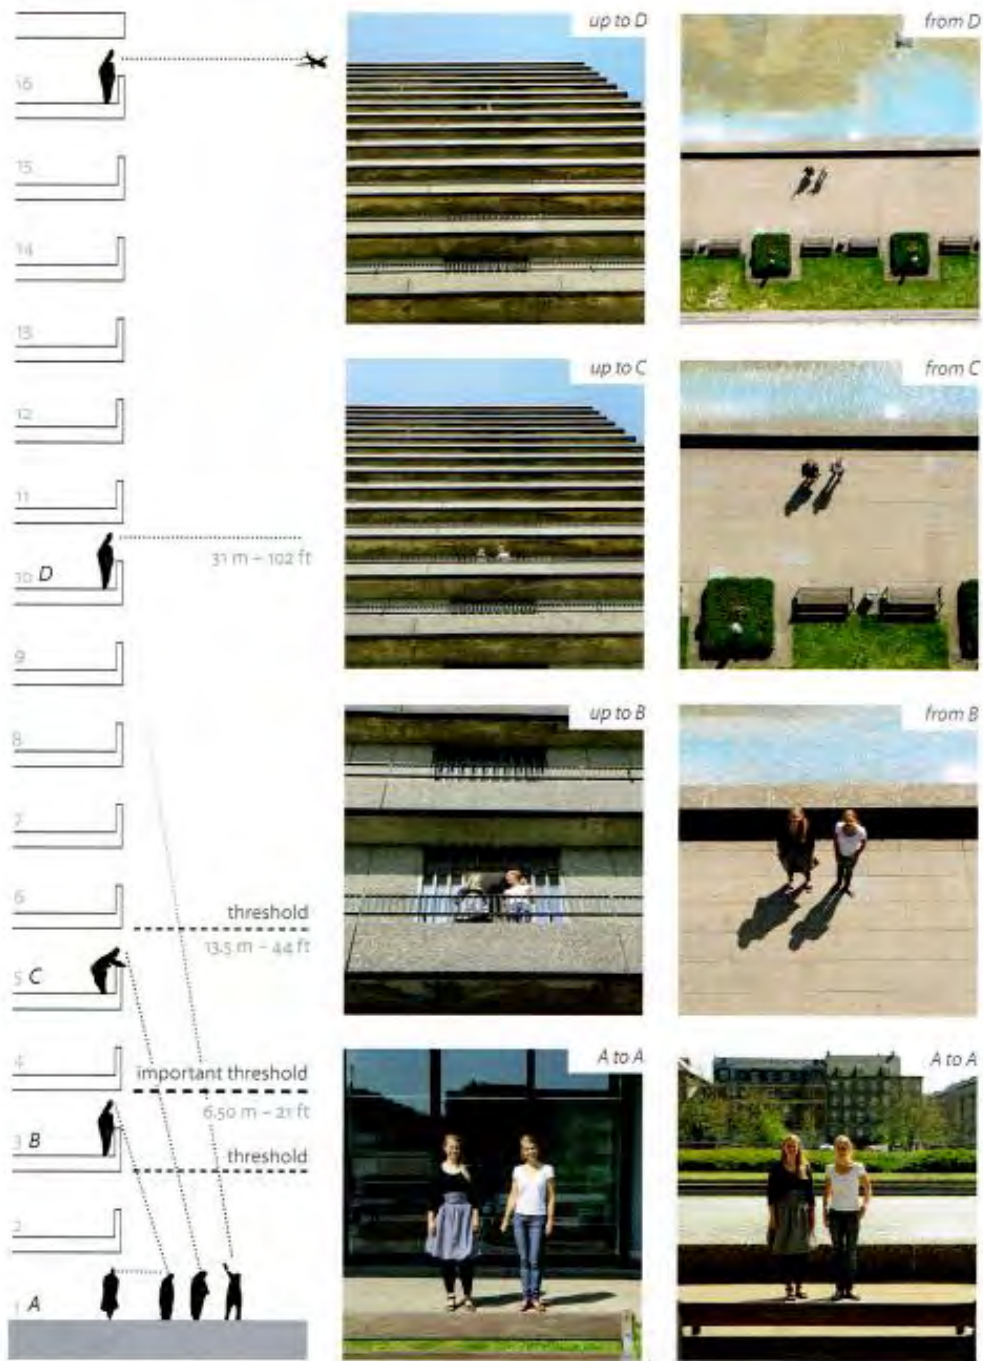 up to D
from D
16
15
14
13
12
11
31 m – 102 ft
10 D
9
8
7
6
threshold
13.5 m – 44 ft
5 C
4
important threshold
6.50 m – 21 ft
3 B
threshold
2
1 A
up to C
from C
up to B
from B
A to A
A to A